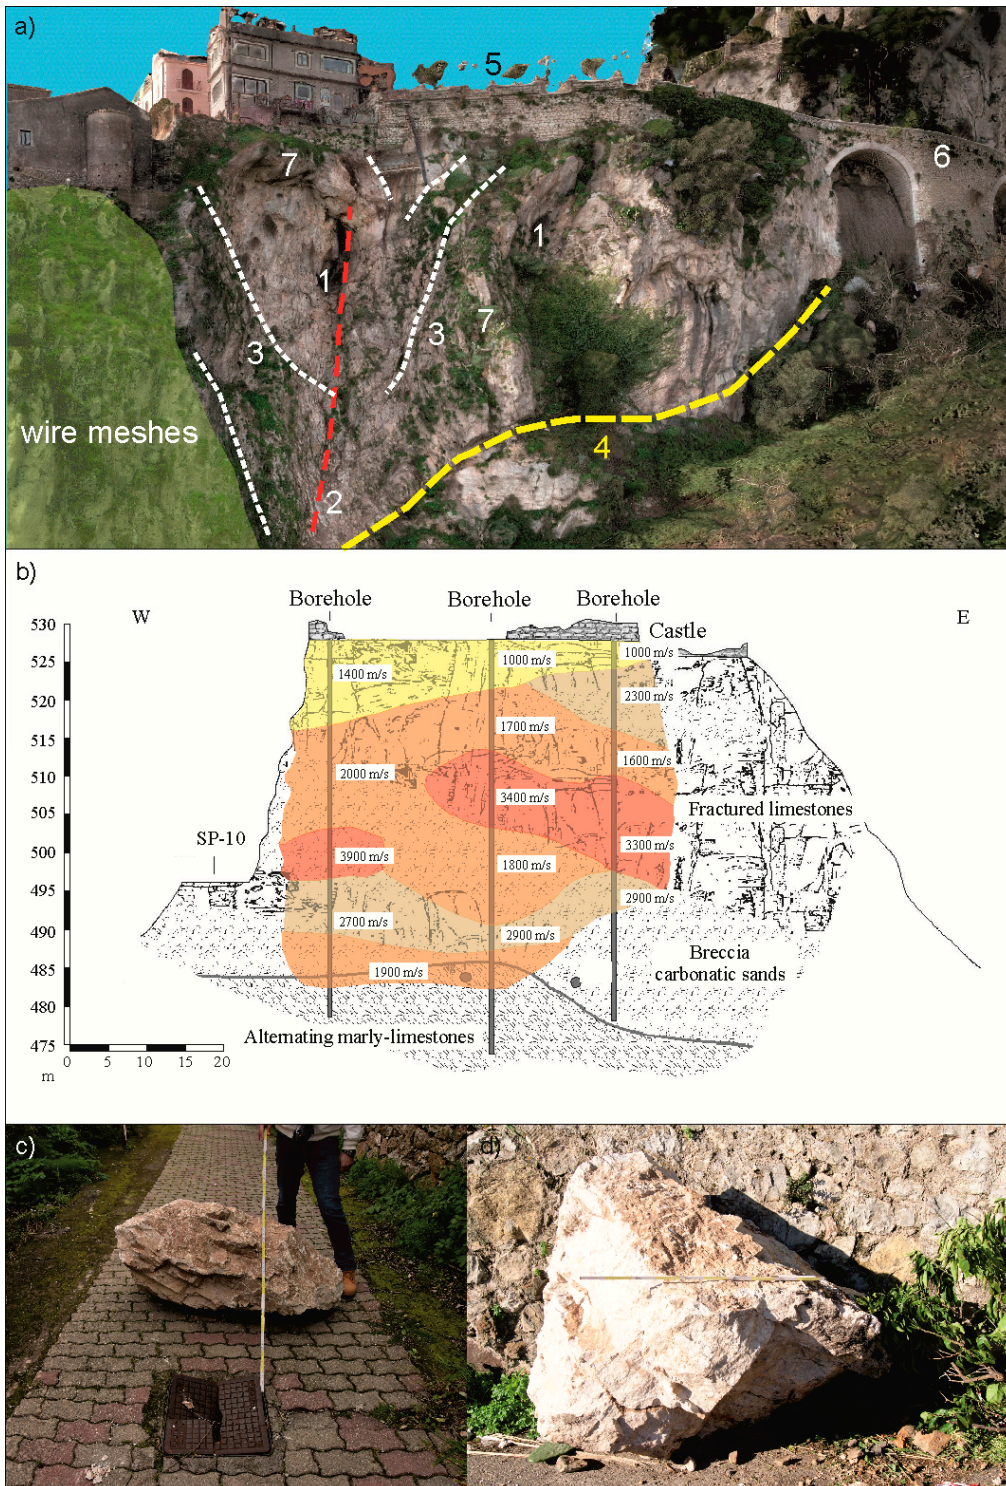 a)
5
6
7
1
1
7
3
3
wire meshes
4
2
b)
W
Borehole
Borehole
Borehole
E
Castle
530
525
520
515
510
505
500
495
490
485
480
475
1400 m/s
1000 m/s
1000 m/s
2300 m/s
1700 m/s
1600 m/s
2000 m/s
3400 m/s
Fractured limestones
SP-10
3900 m/s
1800 m/s
3300 m/s
2900 m/s
2700 m/s
2900 m/s
Breccia
carbonatic sands
1900 m/s
Alternating marly-limestones
0 5 10 15 20
m
c)
d)